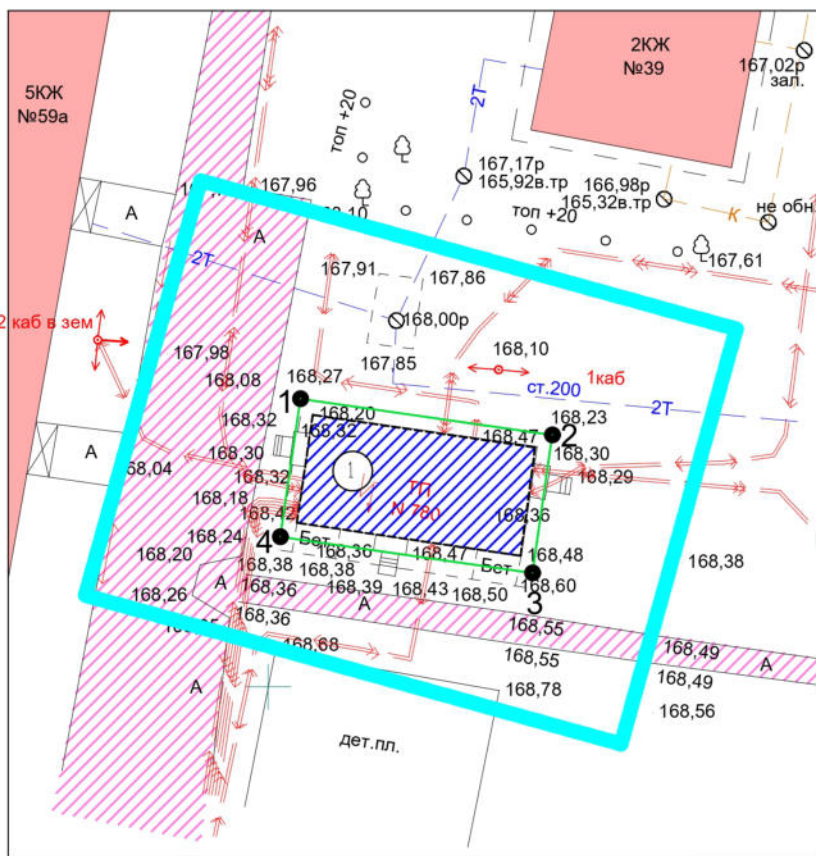 5КЖ
№59а
2КЖ
№39
167,02р
зал.
2Т
топ +20
167,17р
165,92в.тр
166,98р
165,32в.тр
не обн.
топ +20
К
167,96
А
А
167,61
2Т
167,91
167,86
168,00р
2 каб в зем
167,98
168,08
167,85
168,10
168,27
1каб
ст.200
2Т
1
168,20
168,32
168,32
168,23
2
168,47
168,30
168,30
168,29
А
1
ТП
N 780
168,32
168,18
168,42
168,36
4
168,24
Бет
168,36
168,47
168,48
168,38
168,20
168,38
168,38
Бет
168,60
3
А
168,36
168,39
168,43
168,50
168,26
А
168,36
168,55
168,49
А
168,68
168,55
168,49
А
168,78
168,56
дет.пл.